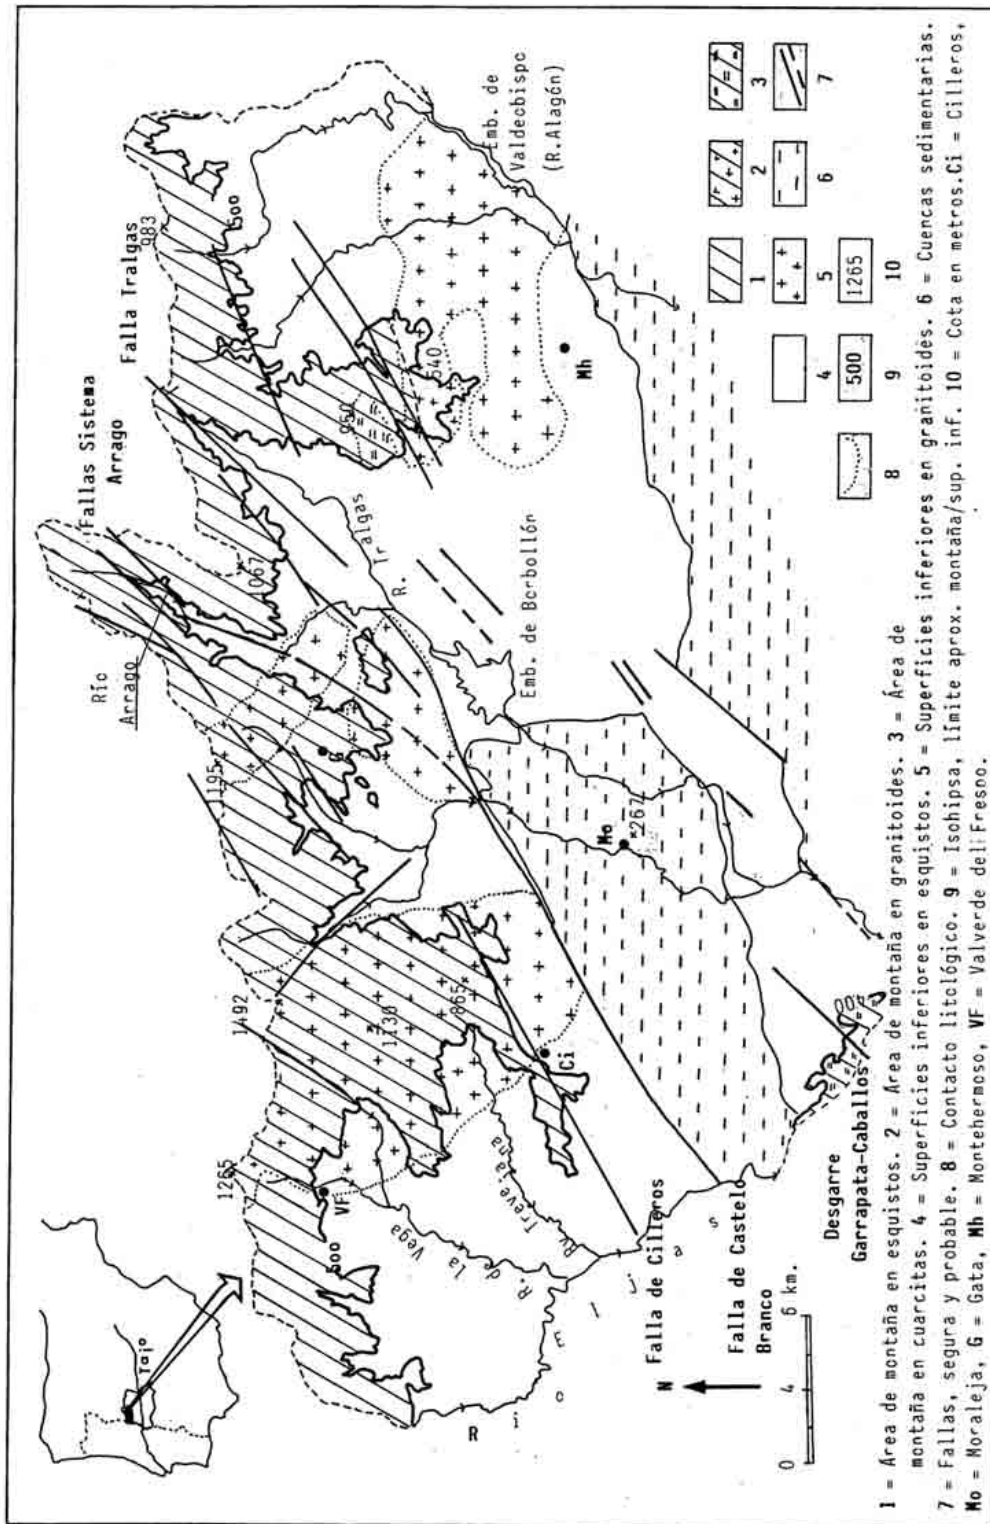 Tajo
Río
Arrago
Fallas Sistema
Arrago
Falla Tralgas
983
500
1067
1195
1492
1265
VF
500
G
R. Tralgas
950
540
Emb. de
Valdeobispo
(R.Alagón)
Mh
Emb. de Borbollón
1230
865
Ci
R. de la Vega
Rv. Trevejana
Río Eljas
Mo
267
Falla de Cilleros
Falla de Castelo
Branco
Desgarre
Garrapata-Caballos
400
N
0 4 6 km.
1 2 3
4 5 6 7
500 1265
8 9 10
1 = Área de montaña en esquistos. 2 = Área de montaña en granitoides. 3 = Área de
montaña en cuarcitas. 4 = Superficies inferiores en esquistos. 5 = Superficies inferiores en granitoides. 6 = Cuencas sedimentarias.
7 = Fallas, segura y probable. 8 = Contacto litológico. 9 = Isohipsa, límite aprox. montaña/sup. inf. 10 = Cota en metros. Ci = Cilleros,
Mo = Moraleja, G = Gata, Mh = Montehermoso, VF = Valverde del Fresno.